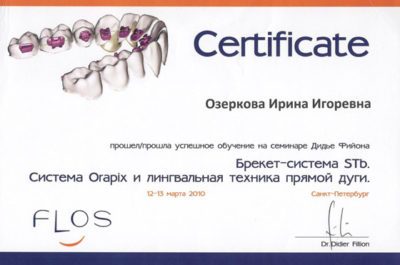 Certificate
Озеркова Ирина Игоревна
прошел/прошла успешное обучение на семинаре Дидье Фийона
Брекет-система STb.
Система Orapix и лингвальная техника прямой дуги.
12-13 марта 2010 Санкт-Петербург
FLOS
Dr. Didier Fillion